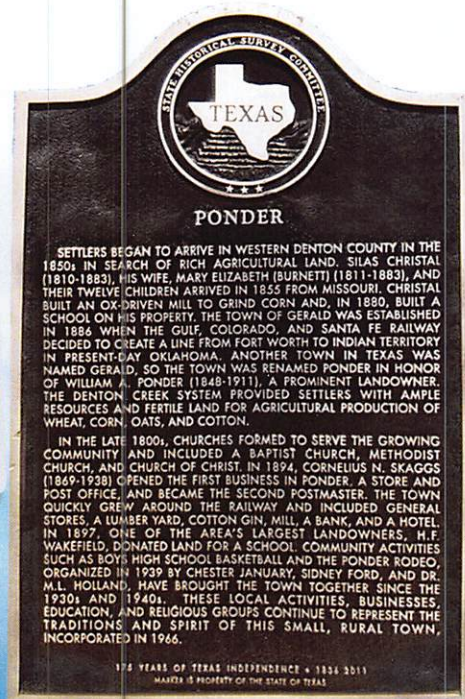 STATE HISTORICAL SURVEY COMMITTEE
TEXAS
PONDER
SETTLERS BEGAN TO ARRIVE IN WESTERN DENTON COUNTY IN THE
1850s IN SEARCH OF RICH AGRICULTURAL LAND. SILAS CHRISTAL
(1810-1883), HIS WIFE, MARY ELIZABETH (BURNETT) (1811-1883), AND
THEIR TWELVE CHILDREN ARRIVED IN 1855 FROM MISSOURI. CHRISTAL
BUILT AN OX-DRIVEN MILL TO GRIND CORN AND, IN 1880, BUILT A
SCHOOL ON HIS PROPERTY. THE TOWN OF GERALD WAS ESTABLISHED
IN 1886 WHEN THE GULF, COLORADO, AND SANTA FE RAILWAY
DECIDED TO CREATE A LINE FROM FORT WORTH TO INDIAN TERRITORY
IN PRESENT-DAY OKLAHOMA. ANOTHER TOWN IN TEXAS WAS
NAMED GERALD, SO THE TOWN WAS RENAMED PONDER IN HONOR
OF WILLIAM A. PONDER (1848-1911), A PROMINENT LANDOWNER.
THE DENTON CREEK SYSTEM PROVIDED SETTLERS WITH AMPLE
RESOURCES AND FERTILE LAND FOR AGRICULTURAL PRODUCTION OF
WHEAT, CORN, OATS, AND COTTON.
IN THE LATE 1800s, CHURCHES FORMED TO SERVE THE GROWING
COMMUNITY AND INCLUDED A BAPTIST CHURCH, METHODIST
CHURCH, AND CHURCH OF CHRIST. IN 1894, CORNELIUS N. SKAGGS
(1869-1938) OPENED THE FIRST BUSINESS IN PONDER, A STORE AND
POST OFFICE, AND BECAME THE SECOND POSTMASTER. THE TOWN
QUICKLY GREW AROUND THE RAILWAY AND INCLUDED GENERAL
STORES, A LUMBER YARD, COTTON GIN, MILL, A BANK, AND A HOTEL.
IN 1897, ONE OF THE AREA'S LARGEST LANDOWNERS, H.F.
WAKEFIELD, DONATED LAND FOR A SCHOOL. COMMUNITY ACTIVITIES
SUCH AS BOYS HIGH SCHOOL BASKETBALL AND THE PONDER RODEO,
ORGANIZED IN 1939 BY CHESTER JANUARY, SIDNEY FORD, AND DR.
M.L. HOLLAND, HAVE BROUGHT THE TOWN TOGETHER SINCE THE
1930s AND 1940s. THESE LOCAL ACTIVITIES, BUSINESSES,
EDUCATION, AND RELIGIOUS GROUPS CONTINUE TO REPRESENT THE
TRADITIONS AND SPIRIT OF THIS SMALL, RURAL TOWN,
INCORPORATED IN 1966.
175 YEARS OF TEXAS INDEPENDENCE * 1836 2011
MARKER IS PROPERTY OF THE STATE OF TEXAS